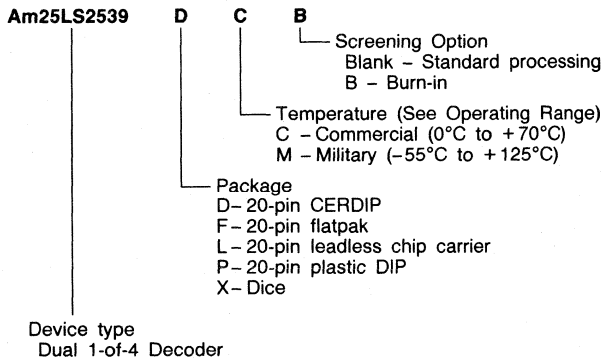 Am25LS2539 D C B
Screening Option
Blank – Standard processing
B – Burn-in
Temperature (See Operating Range)
C – Commercial (0°C to +70°C)
M – Military (–55°C to +125°C)
Package
D– 20-pin CERDIP
F– 20-pin flatpak
L – 20-pin leadless chip carrier
P– 20-pin plastic DIP
X– Dice
Device type
Dual 1-of-4 Decoder